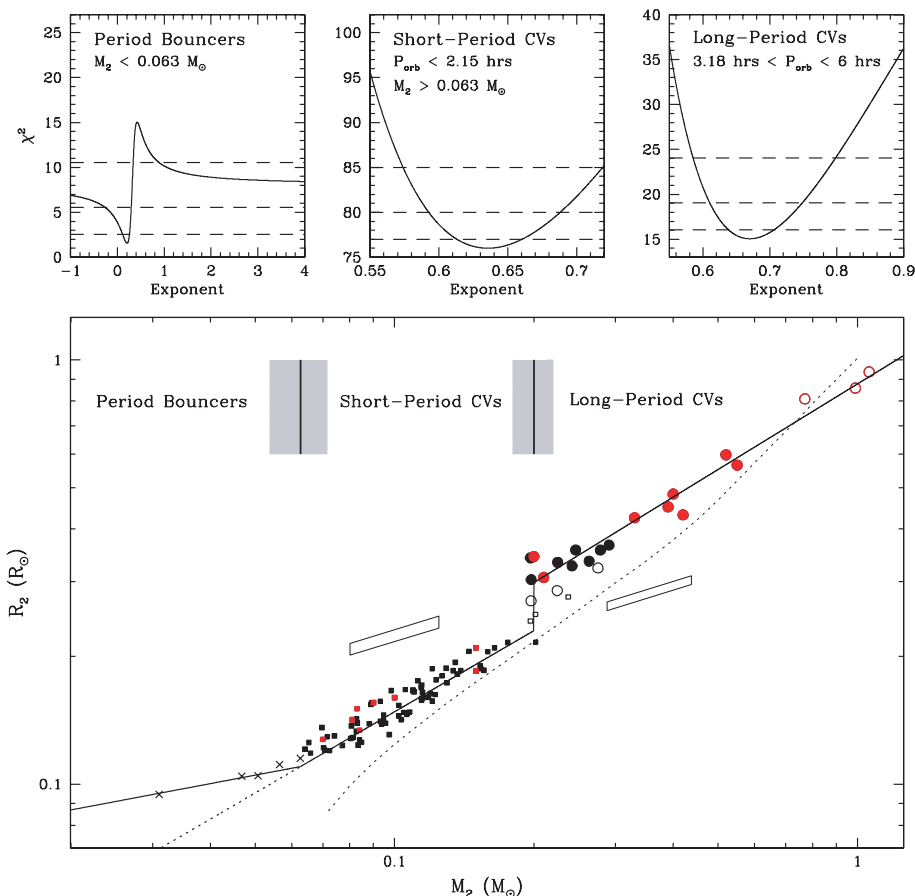 Period Bouncers
M₂ < 0.063 M⊙
25
20
15
10
5
0
χ²
-1 0 1 2 3 4
Exponent
Short-Period CVs
P_orb < 2.15 hrs
M₂ > 0.063 M⊙
100
95
90
85
80
75
0.55 0.6 0.65 0.7
Exponent
Long-Period CVs
3.18 hrs < P_orb < 6 hrs
40
35
30
25
20
15
0.6 0.7 0.8 0.9
Exponent
1
Period Bouncers Short-Period CVs Long-Period CVs
R₂ (R⊙)
0.1
0.1 1
M₂ (M⊙)